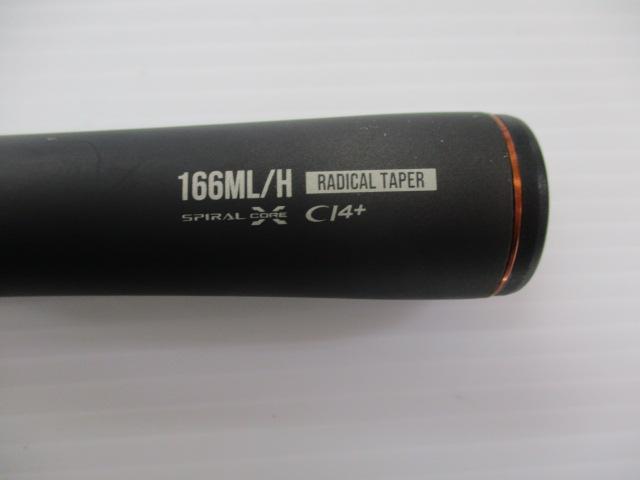 166ML/H RADICAL TAPER
SPIRAL X CORE CI4+